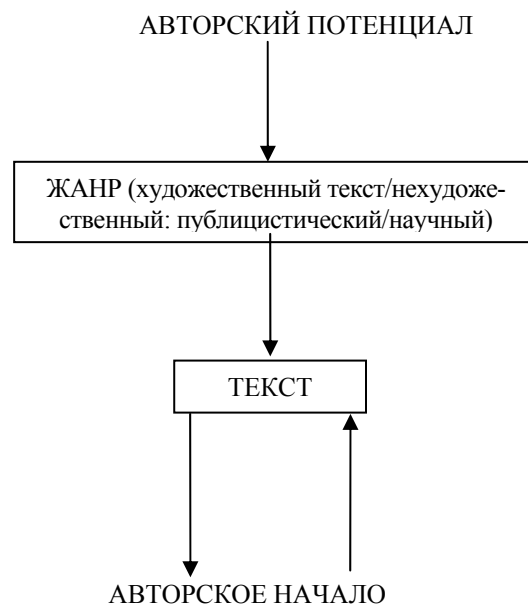 АВТОРСКИЙ ПОТЕНЦИАЛ
ЖАНР (художественный текст/нехудоже-
ственный: публицистический/научный)
ТЕКСТ
АВТОРСКОЕ НАЧАЛО